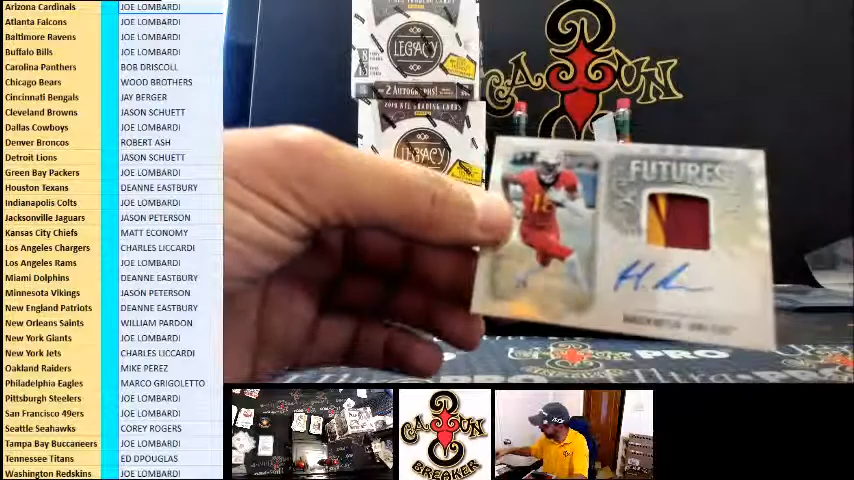 Arizona Cardinals JOE LOMBARDI
Atlanta Falcons JOE LOMBARDI
Baltimore Ravens JOE LOMBARDI
Buffalo Bills JOE LOMBARDI
Carolina Panthers BOB DRISCOLL
Chicago Bears WOOD BROTHERS
Cincinnati Bengals JAY BERGER
Cleveland Browns JASON SCHUETT
Dallas Cowboys JOE LOMBARDI
Denver Broncos ROBERT ASH
Detroit Lions JASON SCHUETT
Green Bay Packers JOE LOMBARDI
Houston Texans DEANNE EASTBURY
Indianapolis Colts JOE LOMBARDI
Jacksonville Jaguars JASON PETERSON
Kansas City Chiefs MATT ECONOMY
Los Angeles Chargers CHARLES LICCARDI
Los Angeles Rams JOE LOMBARDI
Miami Dolphins DEANNE EASTBURY
Minnesota Vikings JASON PETERSON
New England Patriots DEANNE EASTBURY
New Orleans Saints WILLIAM PARDON
New York Giants JOE LOMBARDI
New York Jets CHARLES LICCARDI
Oakland Raiders MIKE PEREZ
Philadelphia Eagles MARCO GRIGOLETTO
Pittsburgh Steelers JOE LOMBARDI
San Francisco 49ers JOE LOMBARDI
Seattle Seahawks COREY ROGERS
Tampa Bay Buccaneers JOE LOMBARDI
Tennessee Titans ED DPOUGLAS
Washington Redskins JOE LOMBARDI
LEGACY
2 AUTOGRAPHS!
2019 NFL TRADING CARDS
LEGACY
CAJUN
FUTURES
PRO
CAJUN
BREAKER